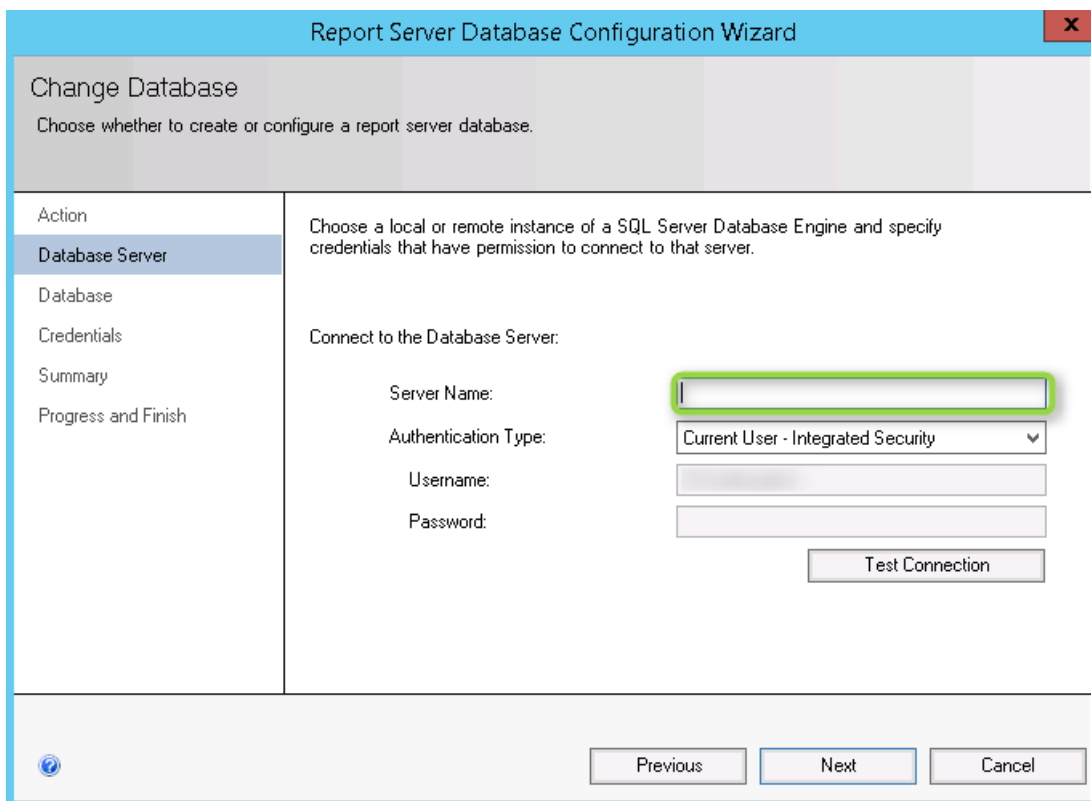 Report Server Database Configuration Wizard
x
Change Database
Choose whether to create or configure a report server database.
Action
Database Server
Database
Credentials
Summary
Progress and Finish
Choose a local or remote instance of a SQL Server Database Engine and specify
credentials that have permission to connect to that server.
Connect to the Database Server:
Server Name:
Authentication Type:
Current User - Integrated Security
Username:
Password:
Test Connection
?
Previous
Next
Cancel